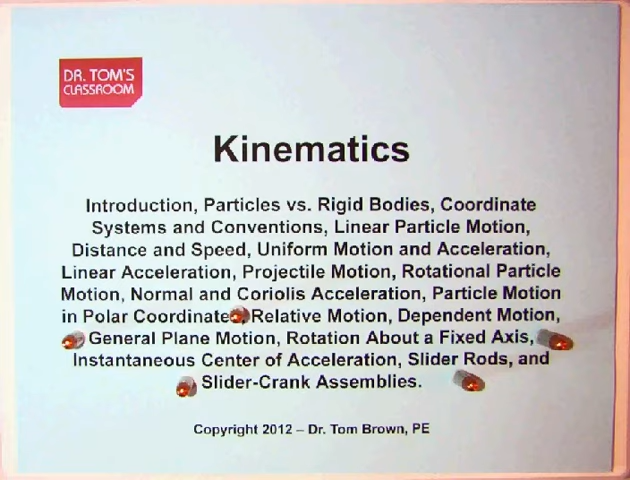 DR. TOM'S
CLASSROOM
Kinematics
Introduction, Particles vs. Rigid Bodies, Coordinate
Systems and Conventions, Linear Particle Motion,
Distance and Speed, Uniform Motion and Acceleration,
Linear Acceleration, Projectile Motion, Rotational Particle
Motion, Normal and Coriolis Acceleration, Particle Motion
in Polar Coordinate Relative Motion, Dependent Motion,
General Plane Motion, Rotation About a Fixed Axis,
Instantaneous Center of Acceleration, Slider Rods, and
Slider-Crank Assemblies.
Copyright 2012 – Dr. Tom Brown, PE